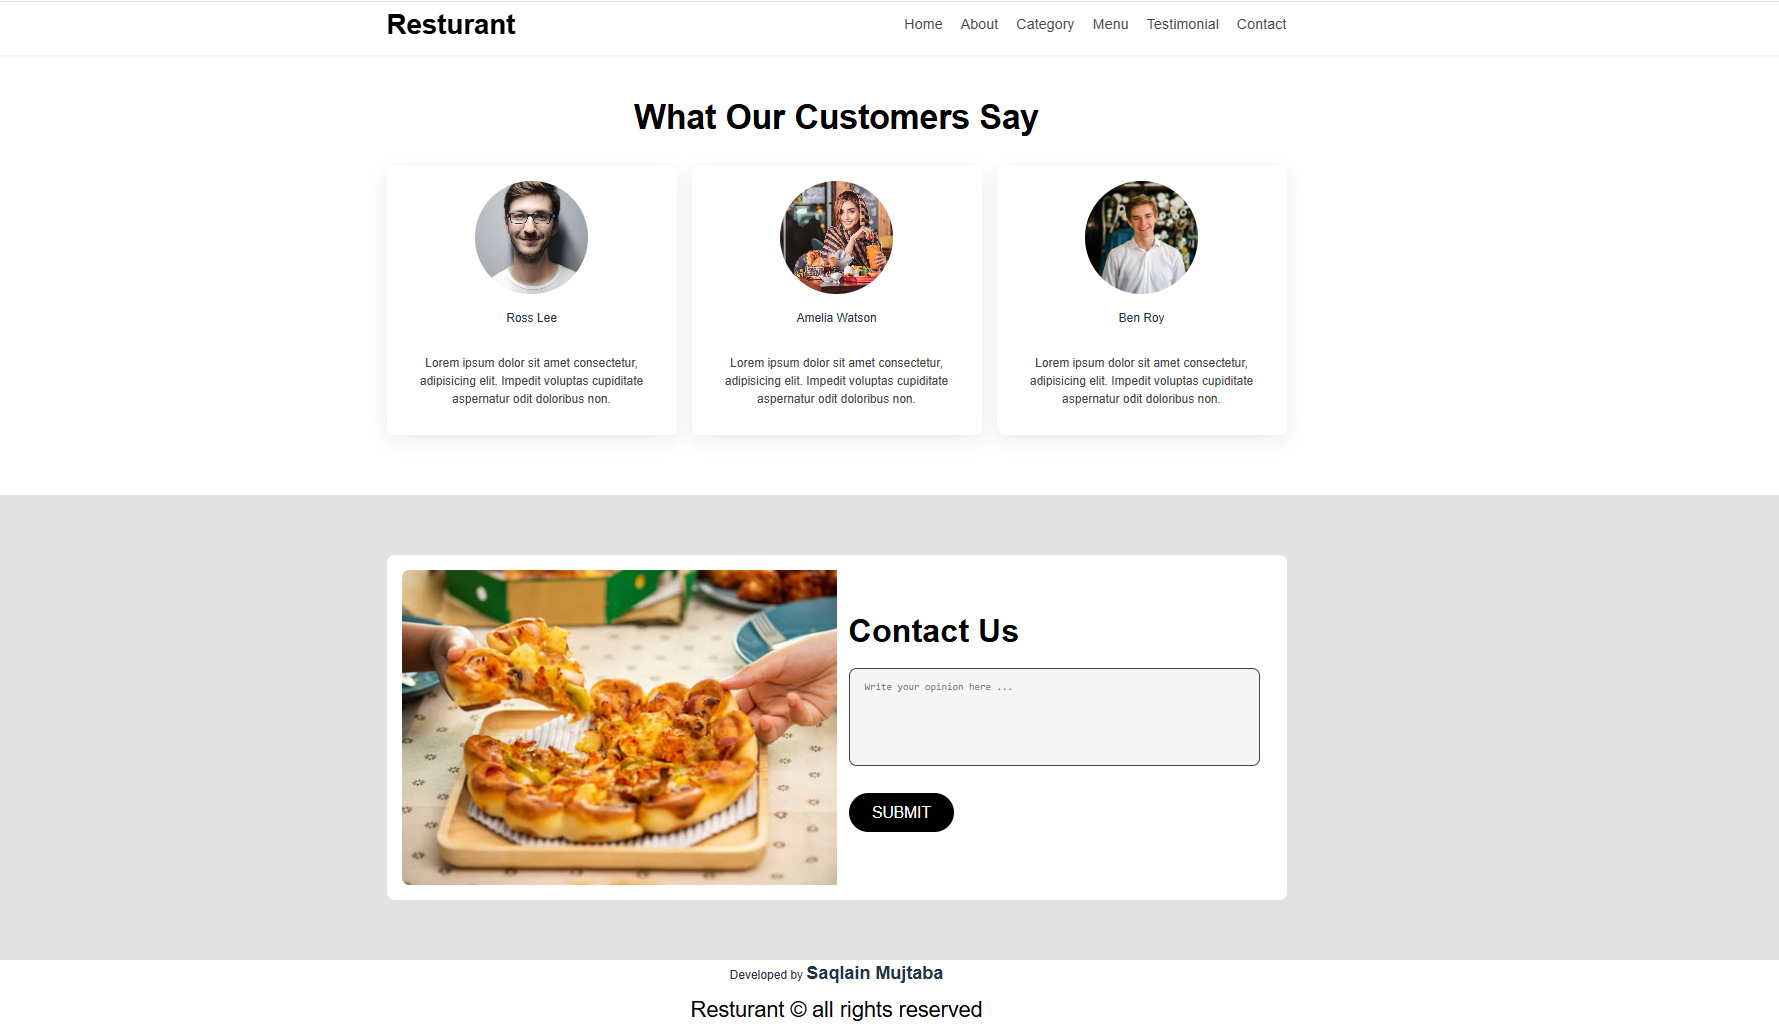 Resturant
Home About Category Menu Testimonial Contact
What Our Customers Say
Ross Lee
Lorem ipsum dolor sit amet consectetur,
adipisicing elit. Impedit voluptas cupiditate
aspernatur odit doloribus non.
Amelia Watson
Lorem ipsum dolor sit amet consectetur,
adipisicing elit. Impedit voluptas cupiditate
aspernatur odit doloribus non.
Ben Roy
Lorem ipsum dolor sit amet consectetur,
adipisicing elit. Impedit voluptas cupiditate
aspernatur odit doloribus non.
Contact Us
Write your opinion here ...
SUBMIT
Developed by Saqlain Mujtaba
Resturant © all rights reserved